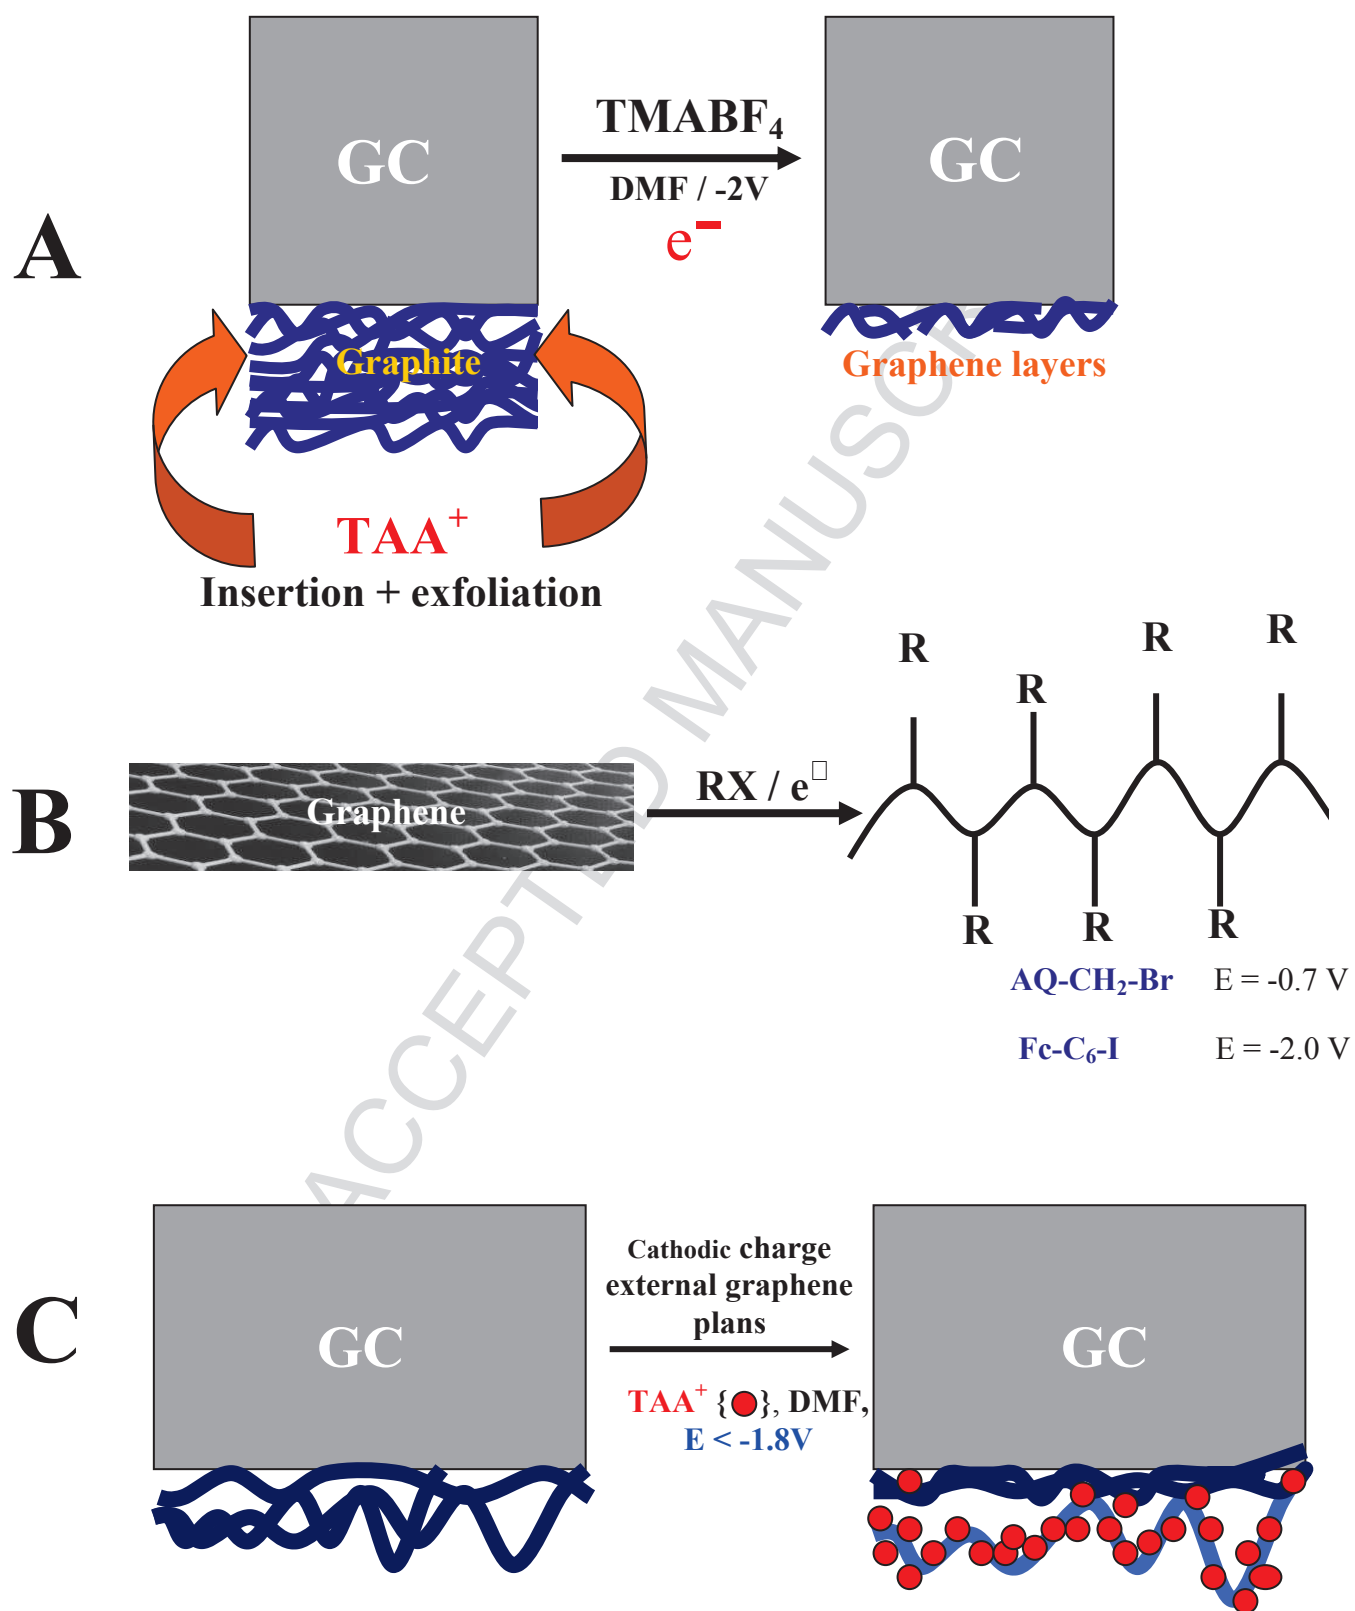 A
GC
TMABF₄
DMF / -2V
e⁻
GC
Graphite
Graphene layers
TAA⁺
Insertion + exfoliation
B
Graphene
RX / e□
R
R
R
R
R
R
R
AQ-CH₂-Br E = -0.7 V
Fc-C₆-I E = -2.0 V
C
GC
Cathodic charge
external graphene
plans
TAA⁺ {●}, DMF,
E < -1.8V
GC
ACCEPTED MANUSCR